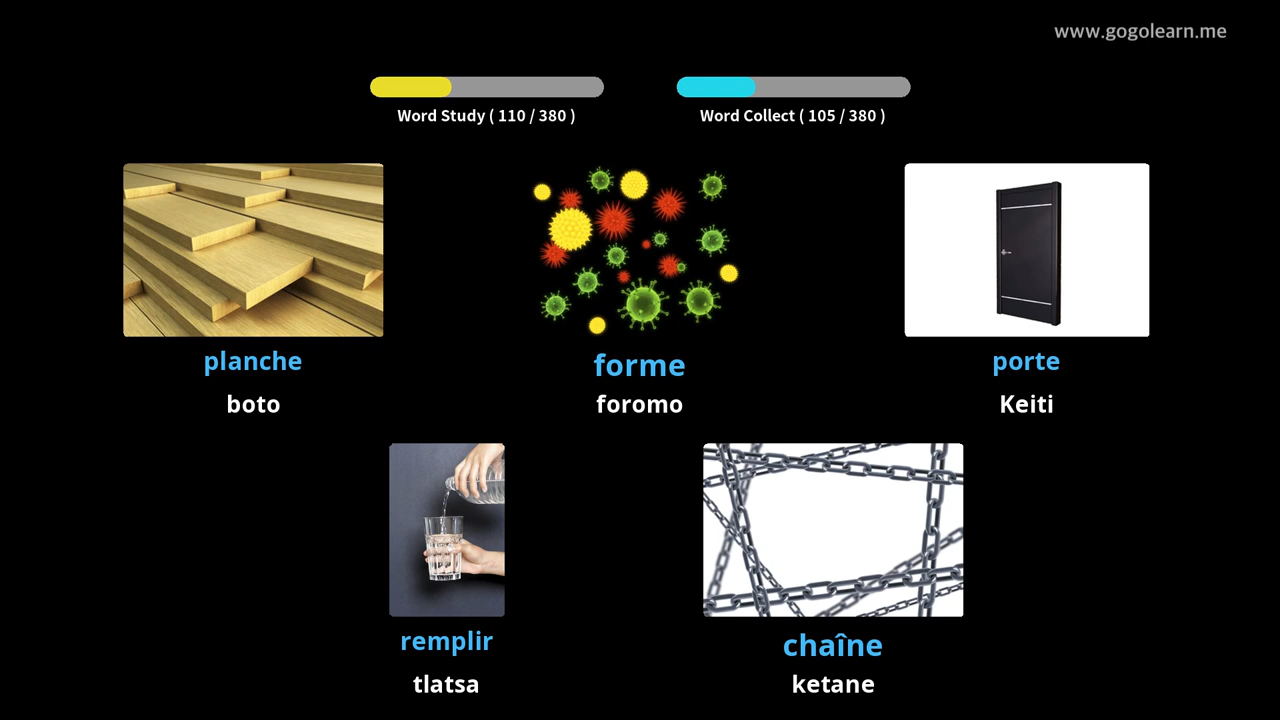 www.gogolearn.me
Word Study ( 110 / 380 )
Word Collect ( 105 / 380 )
planche
boto
forme
foromo
porte
Keiti
remplir
tlatsa
chaîne
ketane